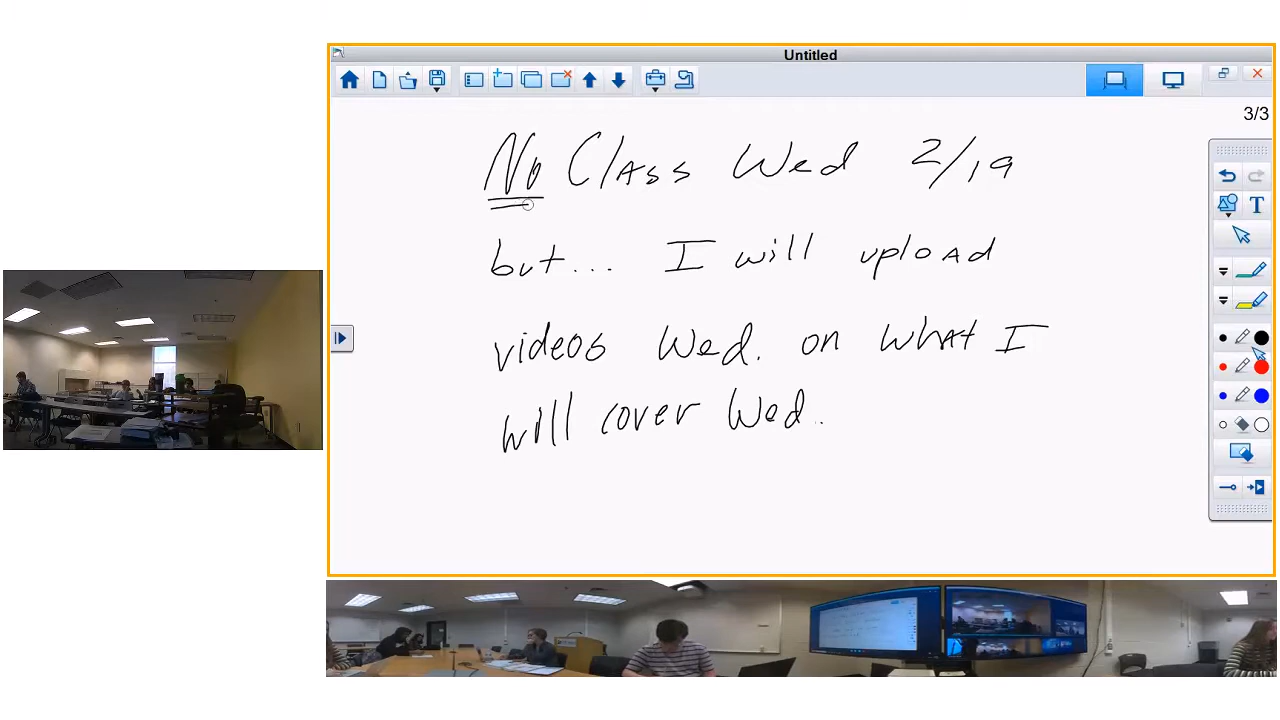 Untitled
3/3
No Class Wed 2/19
but... I will upload
videos Wed. on what I
will cover Wed.
T